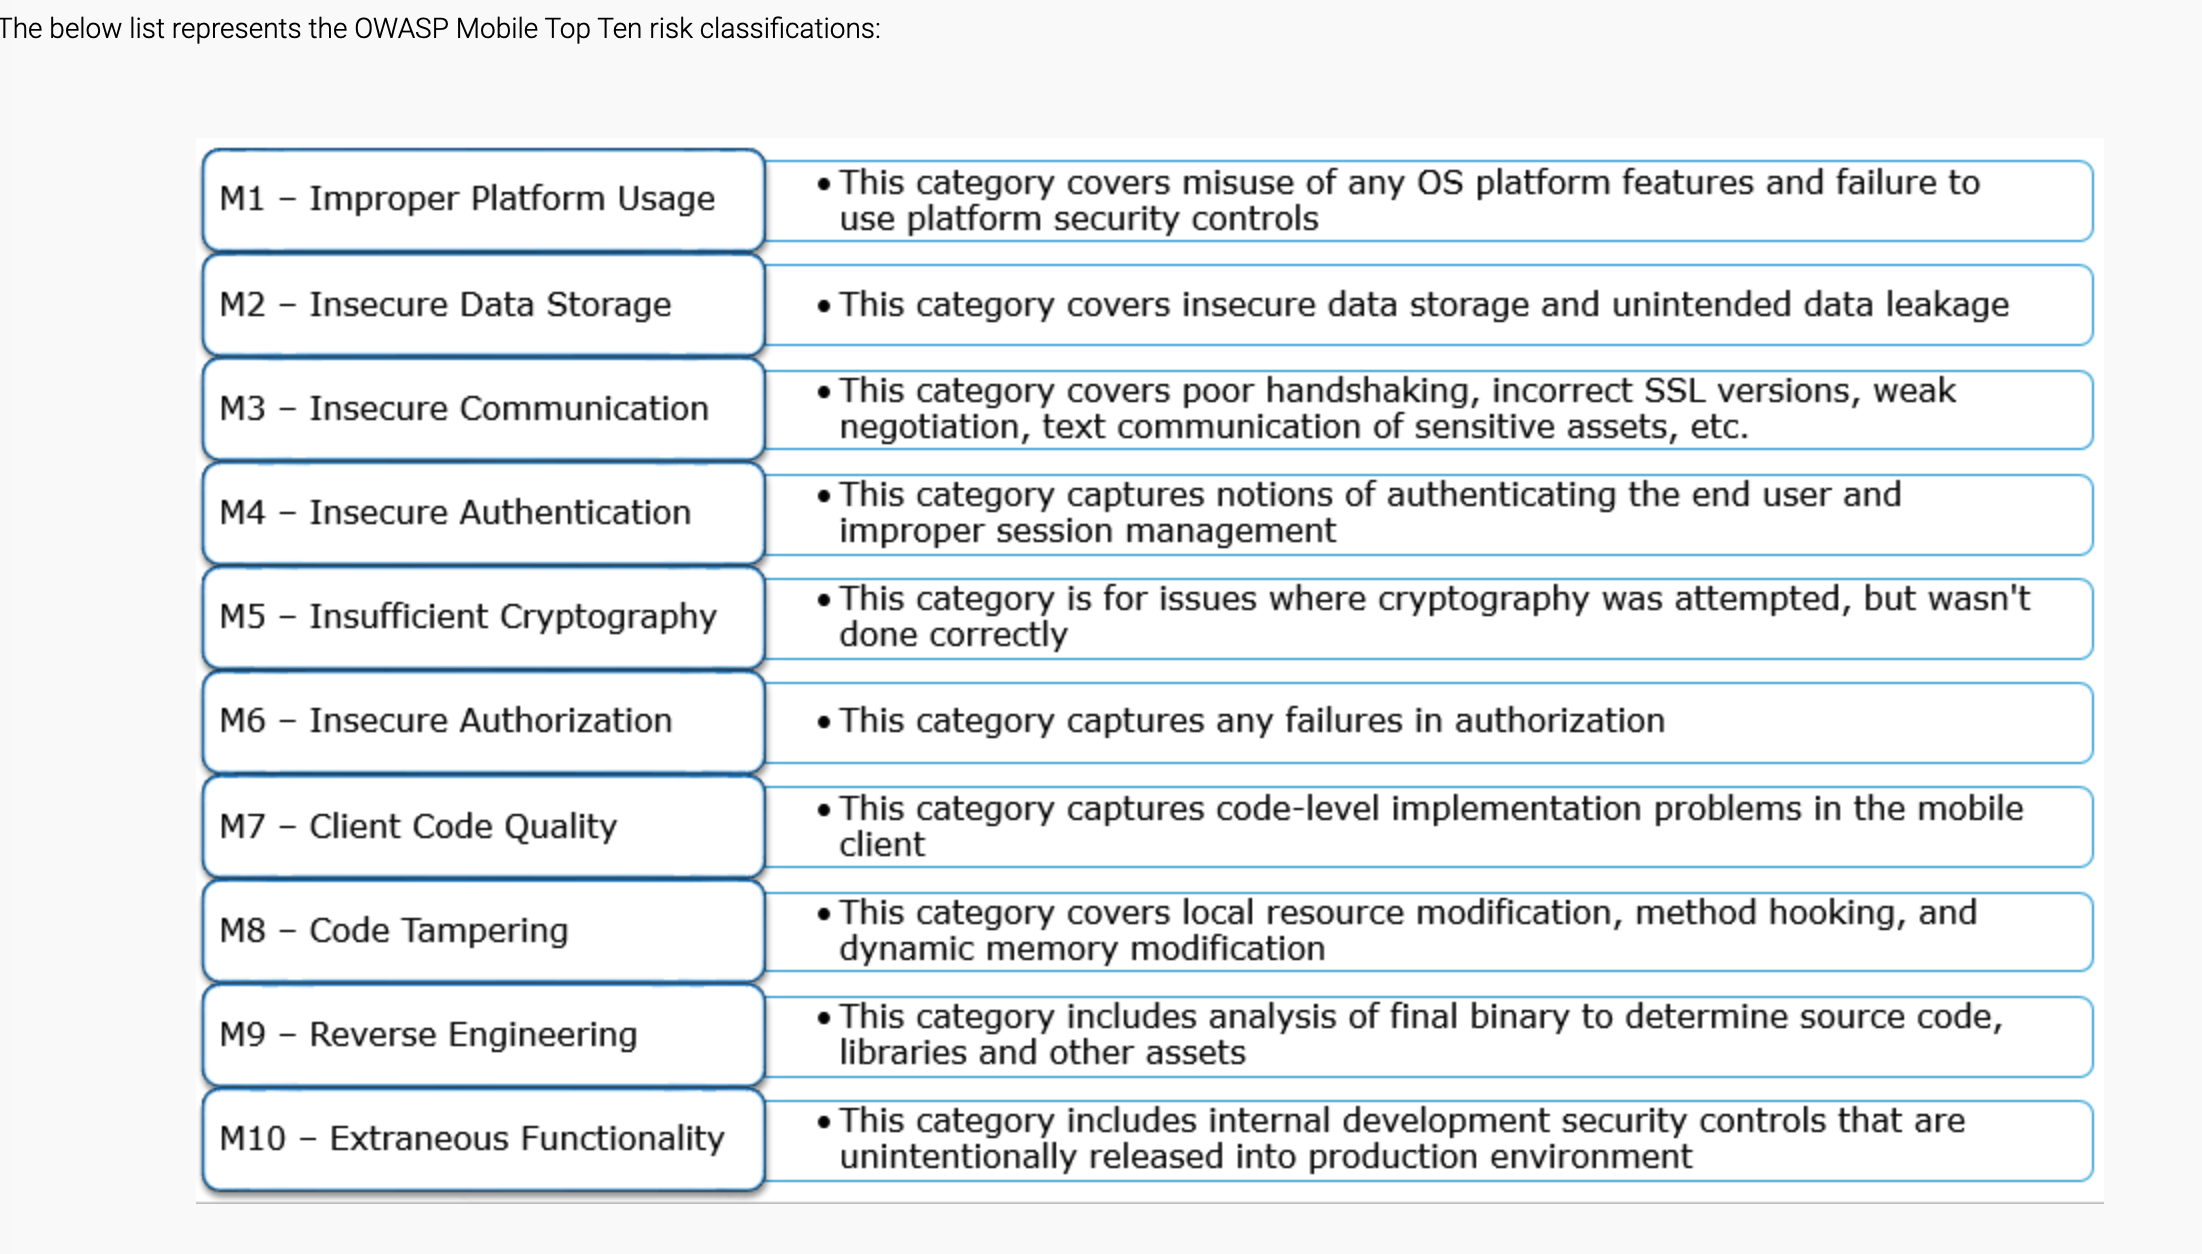 The below list represents the OWASP Mobile Top Ten risk classifications:
M1 – Improper Platform Usage
• This category covers misuse of any OS platform features and failure to
use platform security controls
M2 – Insecure Data Storage
• This category covers insecure data storage and unintended data leakage
M3 – Insecure Communication
• This category covers poor handshaking, incorrect SSL versions, weak
negotiation, text communication of sensitive assets, etc.
M4 – Insecure Authentication
• This category captures notions of authenticating the end user and
improper session management
M5 – Insufficient Cryptography
• This category is for issues where cryptography was attempted, but wasn't
done correctly
M6 – Insecure Authorization
• This category captures any failures in authorization
M7 – Client Code Quality
• This category captures code-level implementation problems in the mobile
client
M8 – Code Tampering
• This category covers local resource modification, method hooking, and
dynamic memory modification
M9 – Reverse Engineering
• This category includes analysis of final binary to determine source code,
libraries and other assets
M10 – Extraneous Functionality
• This category includes internal development security controls that are
unintentionally released into production environment